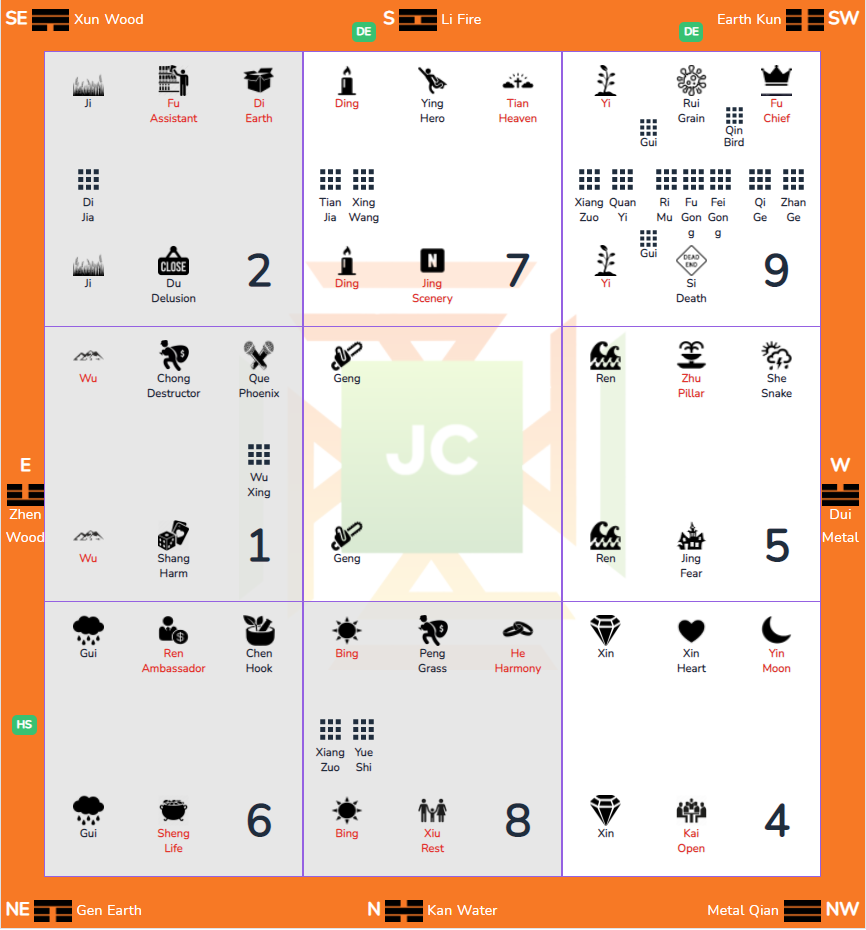 SE Xun Wood
DE
S Li Fire
DE
Earth Kun SW
Ji
Fu
Assistant
Di
Earth
Di
Jia
Ji
CLOSE
Du
Delusion
2
Ding
Ying
Hero
Tian
Heaven
Tian
Jia
Xing
Wang
Ding
N
Jing
Scenery
7
Yi
Rui
Grain
Fu
Chief
Gui
Qin
Bird
Xiang
Zuo
Quan
Yi
Ri
Mu
Fu
Gon
g
Fei
Gon
g
Qi
Ge
Zhan
Ge
Yi
Gui
DEAD
END
Si
Death
9
E
Zhen
Wood
Wu
Chong
Destructor
Que
Phoenix
Wu
Xing
Wu
Shang
Harm
1
Geng
JC
Geng
Ren
Zhu
Pillar
She
Snake
Ren
Jing
Fear
5
W
Dui
Metal
HS
Gui
Ren
Ambassador
Chen
Hook
Gui
Sheng
Life
6
Bing
Peng
Grass
He
Harmony
Xiang
Zuo
Yue
Shi
Bing
Xiu
Rest
8
Xin
Xin
Heart
Yin
Moon
Xin
Kai
Open
4
NE Gen Earth
N Kan Water
Metal Qian NW